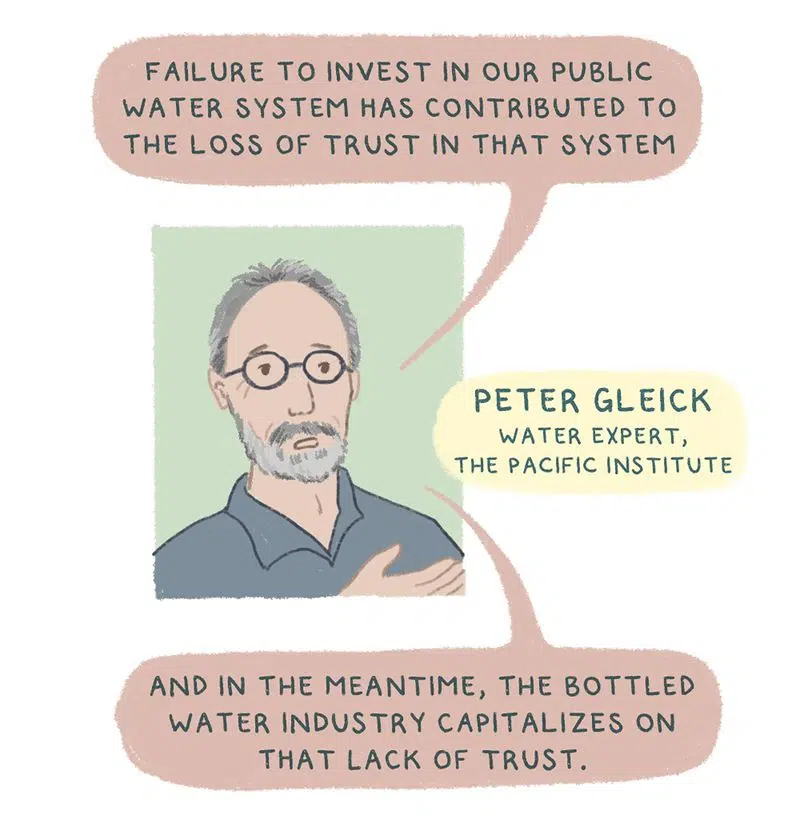 FAILURE TO INVEST IN OUR PUBLIC
WATER SYSTEM HAS CONTRIBUTED TO
THE LOSS OF TRUST IN THAT SYSTEM
PETER GLEICK
WATER EXPERT,
THE PACIFIC INSTITUTE
AND IN THE MEANTIME, THE BOTTLED
WATER INDUSTRY CAPITALIZES ON
THAT LACK OF TRUST.